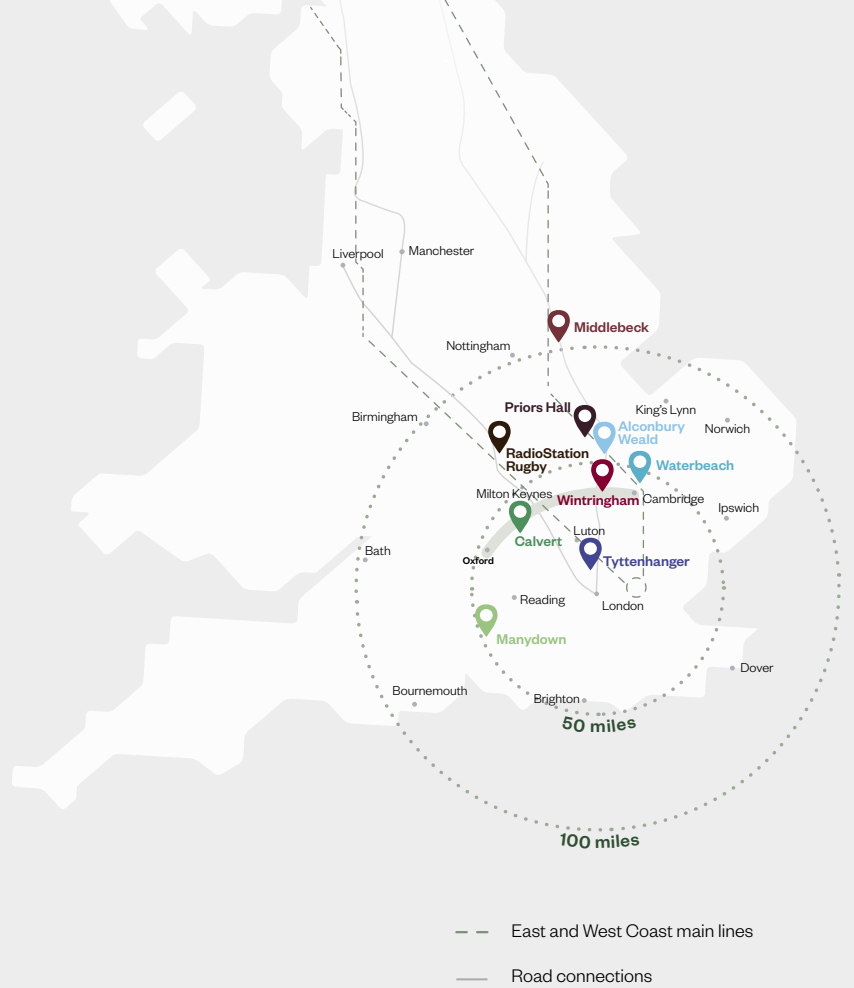 Manchester
Liverpool
Middlebeck
Nottingham
Priors Hall
King's Lynn
Birmingham
Alconbury
Weald
Norwich
RadioStation
Rugby
Waterbeach
Milton Keynes
Wintringham
Cambridge
Ipswich
Luton
Calvert
Bath
Oxford
Tyttenhanger
Reading
London
Manydown
Dover
Bournemouth
Brighton
50 miles
100 miles
East and West Coast main lines
Road connections